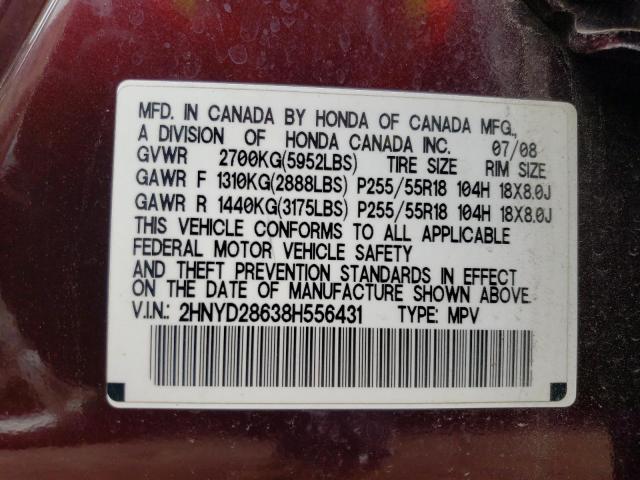 MFD. IN CANADA BY HONDA OF CANADA MFG.,
A DIVISION OF HONDA CANADA INC. 07/08
GVWR 2700KG(5952LBS) TIRE SIZE RIM SIZE
GAWR F 1310KG(2888LBS) P255/55R18 104H 18X8.0J
GAWR R 1440KG(3175LBS) P255/55R18 104H 18X8.0J
THIS VEHICLE CONFORMS TO ALL APPLICABLE
FEDERAL MOTOR VEHICLE SAFETY
AND THEFT PREVENTION STANDARDS IN EFFECT
ON THE DATE OF MANUFACTURE SHOWN ABOVE.
V.I.N.: 2HNYD28638H556431 TYPE: MPV